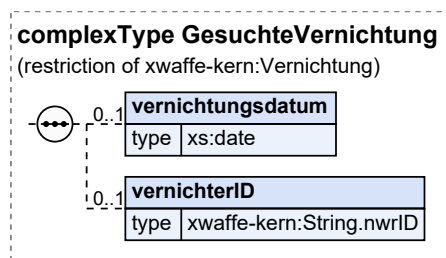 complexType GesuchteVernichtung
(restriction of xwaffe-kern:Vernichtung)
0..1 vernichtungsdatum
type xs:date
0..1 vernichterID
type xwaffe-kern:String.nwrID